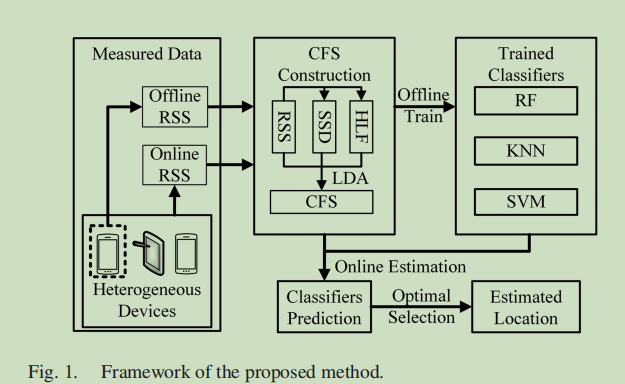 Measured Data
Offline
RSS
Online
RSS
Heterogeneous
Devices
CFS
Construction
RSS
SSD
HLF
LDA
CFS
Offline
Train
Trained
Classifiers
RF
KNN
SVM
Online Estimation
Classifiers
Prediction
Optimal
Selection
Estimated
Location
Fig. 1. Framework of the proposed method.